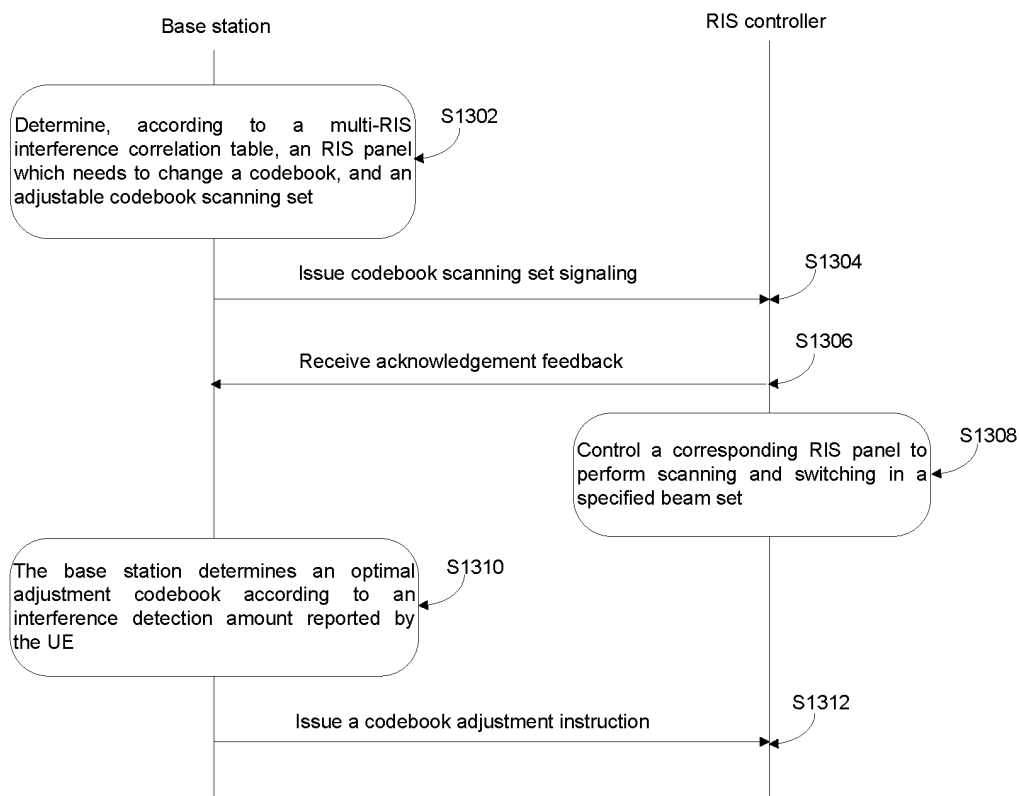 Base station
RIS controller
Determine, according to a multi-RIS
interference correlation table, an RIS panel
which needs to change a codebook, and an
adjustable codebook scanning set
S1302
Issue codebook scanning set signaling
S1304
Receive acknowledgement feedback
S1306
Control a corresponding RIS panel to
perform scanning and switching in a
specified beam set
S1308
The base station determines an optimal
adjustment codebook according to an
interference detection amount reported by
the UE
S1310
Issue a codebook adjustment instruction
S1312